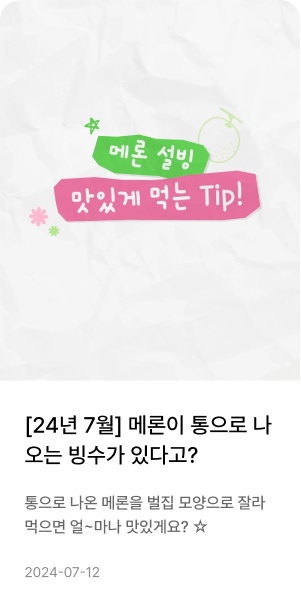 메론 설빙
맛있게 먹는 Tip!
[24년 7월] 메론이 통으로 나
오는 빙수가 있다고?
통으로 나온 메론을 벌집 모양으로 잘라
먹으면 얼~마나 맛있게요? ☆
2024-07-12